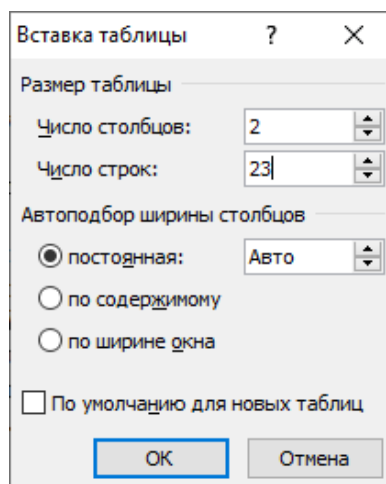 Вставка таблицы ?
Размер таблицы
Число столбцов: 2
Число строк: 23
Автоподбор ширины столбцов
постоянная: Авто
по содержимому
по ширине окна
По умолчанию для новых таблиц
ОК Отмена